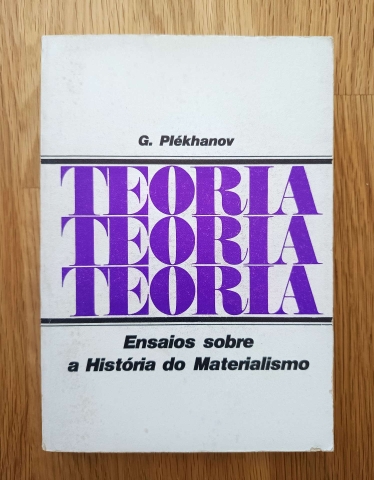 G. Plékhanov
TEORIA
TEORIA
TEORIA
Ensaios sobre
a História do Materialismo